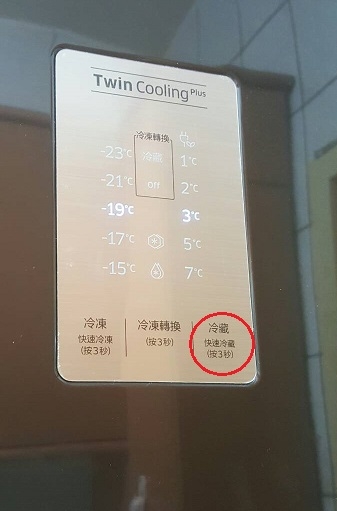 Twin Cooling Plus
冷凍轉換
-23℃ 冷藏 1℃
-21℃ Off 2℃
-19℃ 3℃
-17℃ 5℃
-15℃ 7℃
冷凍 冷凍轉換 冷藏
快速冷凍 (按3秒) 快速冷藏
(按3秒) (按3秒)